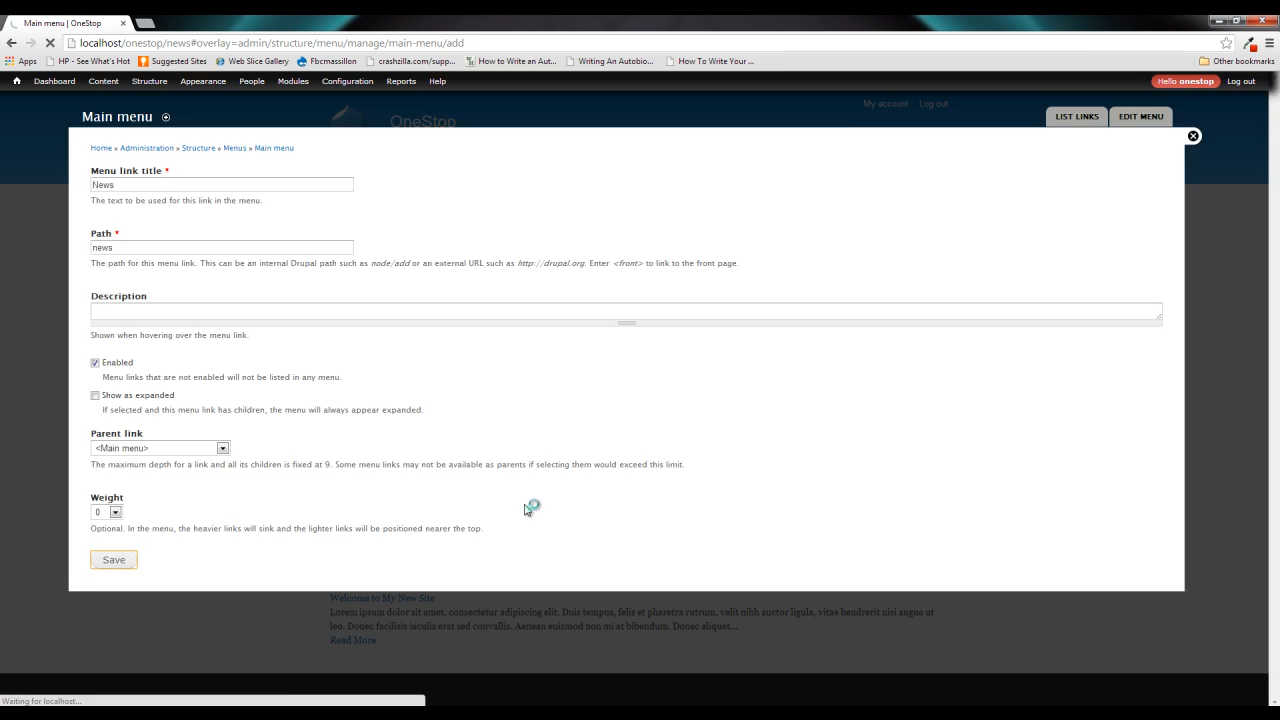 Main menu | OneStop
localhost/onestop/news#overlay=admin/structure/menu/manage/main-menu/add
Apps HP - See What's Hot Suggested Sites Web Slice Gallery Fbcmassillon crashzilla.com/supp... How to Write an Aut... Writing An Autobio... How To Write Your ... Other bookmarks
Dashboard Content Structure Appearance People Modules Configuration Reports Help Hello onestop Log out
My account Log out
Main menu LIST LINKS EDIT MENU
OneStop
Home » Administration » Structure » Menus » Main menu
Menu link title *
News
The text to be used for this link in the menu.
Path *
news
The path for this menu link. This can be an internal Drupal path such as node/add or an external URL such as http://drupal.org. Enter <front> to link to the front page.
Description
Shown when hovering over the menu link.
Enabled
Menu links that are not enabled will not be listed in any menu.
Show as expanded
If selected and this menu link has children, the menu will always appear expanded.
Parent link
<Main menu>
The maximum depth for a link and all its children is fixed at 9. Some menu links may not be available as parents if selecting them would exceed this limit.
Weight
0
Optional. In the menu, the heavier links will sink and the lighter links will be positioned nearer the top.
Save
Welcome to My New Site
Lorem ipsum dolor sit amet, consectetur adipiscing elit. Duis tempus, felis et pharetra rutrum, velit nibh auctor ligula, vitae hendrerit nisi augue ut
leo. Donec facilisis iaculis erat sed convallis. Aenean euismod non mi at bibendum. Donec aliquet...
Read More
Waiting for localhost...